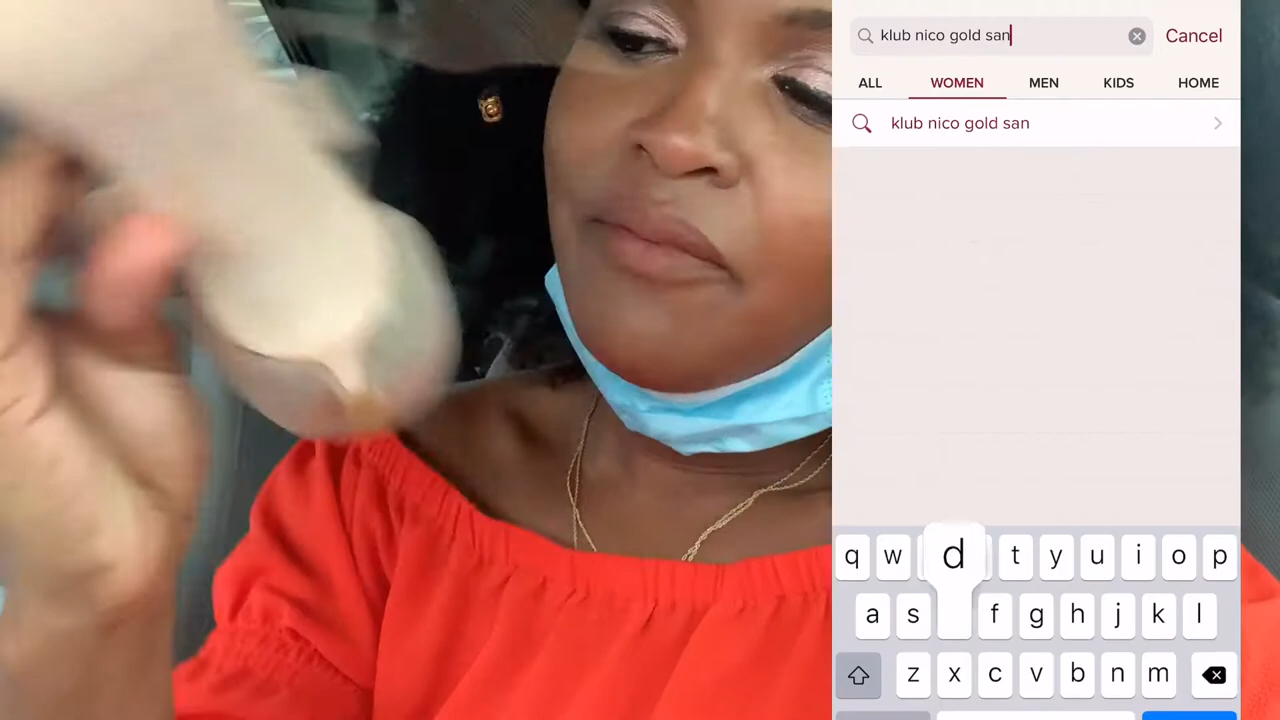 klub nico gold san
Cancel
ALL
WOMEN
MEN
KIDS
HOME
klub nico gold san
q w d t y u i o p
a s f g h j k l
z x c v b n m